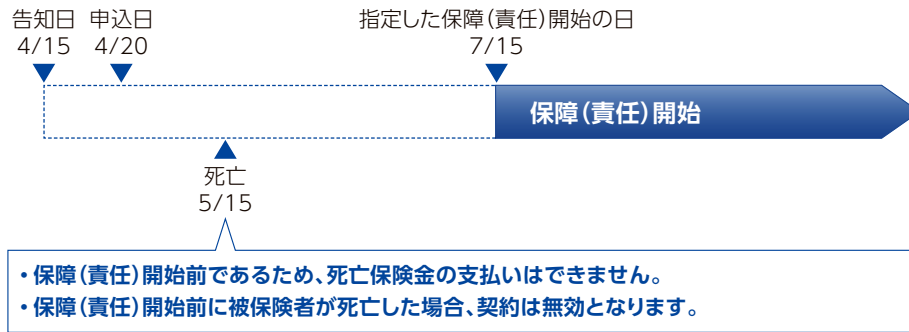 告知日 申込日 指定した保障(責任)開始の日
4/15 4/20 7/15
保障(責任)開始
死亡
5/15
・保障(責任)開始前であるため、死亡保険金の支払いはできません。
・保障(責任)開始前に被保険者が死亡した場合、契約は無効となります。